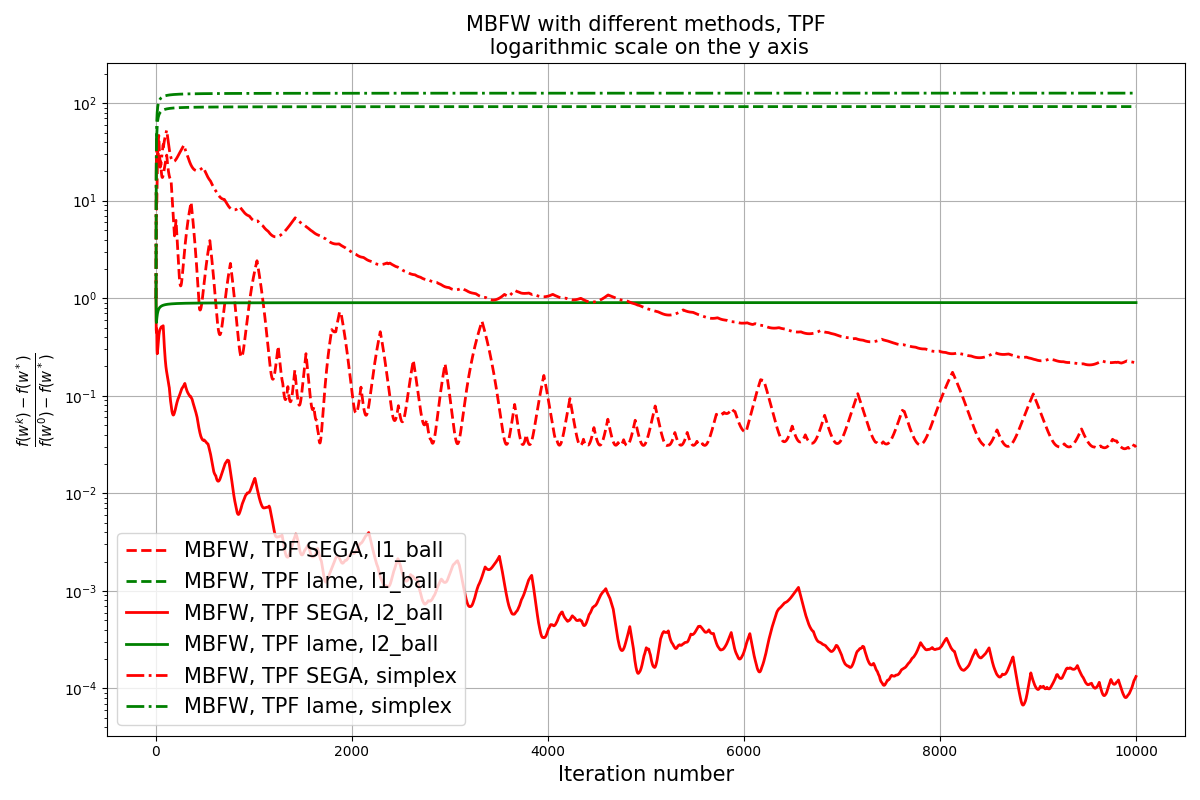 MBFW with different methods, TPF
logarithmic scale on the y axis
f(w^k) − f(w^*)
f(w^0) − f(w^*)
10^2
10^1
10^0
10^−1
10^−2
10^−3
10^−4
MBFW, TPF SEGA, l1_ball
MBFW, TPF lame, l1_ball
MBFW, TPF SEGA, l2_ball
MBFW, TPF lame, l2_ball
MBFW, TPF SEGA, simplex
MBFW, TPF lame, simplex
0 2000 4000 6000 8000 10000
Iteration number